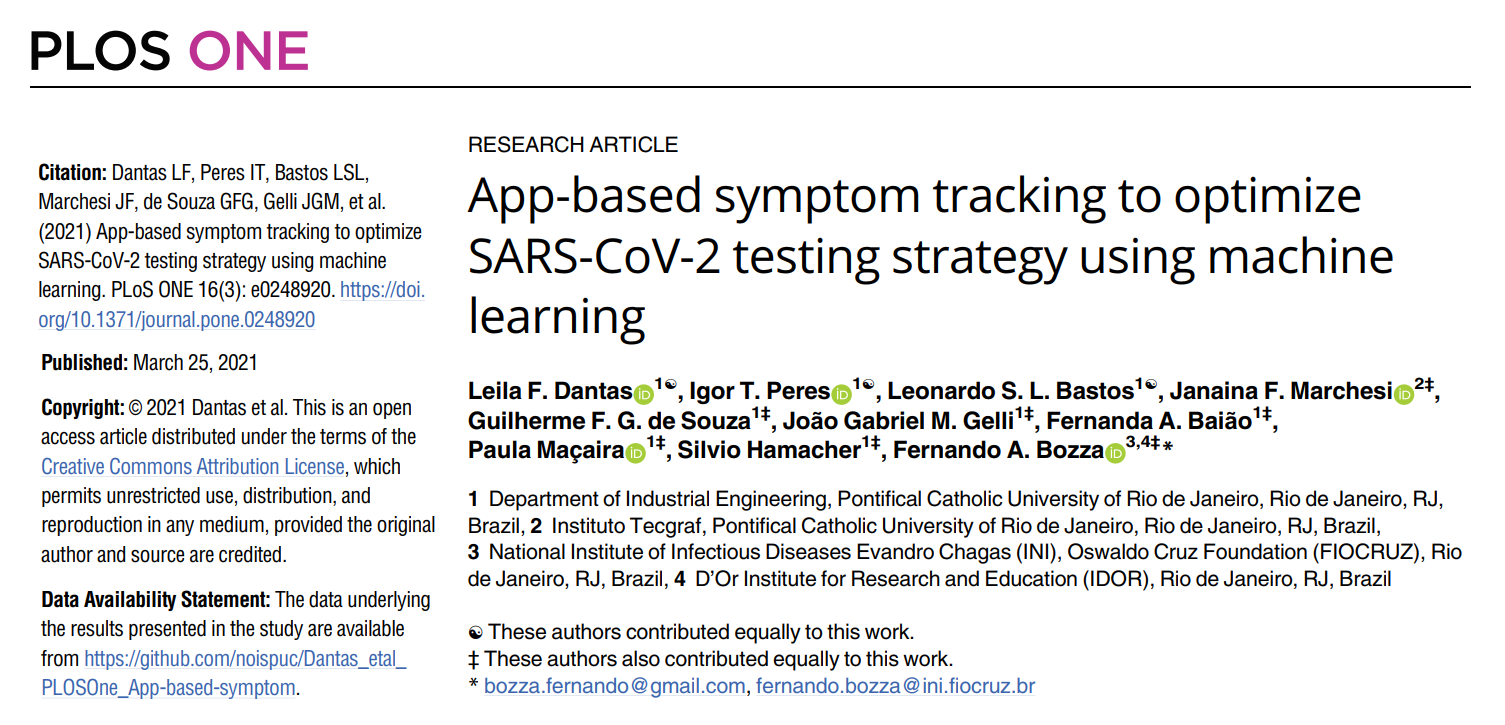 PLOS ONE
Citation: Dantas LF, Peres IT, Bastos LSL,
Marchesi JF, de Souza GFG, Gelli JGM, et al.
(2021) App-based symptom tracking to optimize
SARS-CoV-2 testing strategy using machine
learning. PLoS ONE 16(3): e0248920. https://doi.
org/10.1371/journal.pone.0248920
Published: March 25, 2021
Copyright: © 2021 Dantas et al. This is an open
access article distributed under the terms of the
Creative Commons Attribution License, which
permits unrestricted use, distribution, and
reproduction in any medium, provided the original
author and source are credited.
Data Availability Statement: The data underlying
the results presented in the study are available
from https://github.com/noispuc/Dantas_etal_
PLOSOne_App-based-symptom.
RESEARCH ARTICLE
App-based symptom tracking to optimize
SARS-CoV-2 testing strategy using machine
learning
Leila F. Dantas iD 1☯, Igor T. Peres iD 1☯, Leonardo S. L. Bastos1☯, Janaina F. Marchesi iD 2‡,
Guilherme F. G. de Souza1‡, João Gabriel M. Gelli1‡, Fernanda A. Baião1‡,
Paula Maçaira iD 1‡, Silvio Hamacher1‡, Fernando A. Bozza iD 3,4‡*
1 Department of Industrial Engineering, Pontifical Catholic University of Rio de Janeiro, Rio de Janeiro, RJ,
Brazil, 2 Instituto Tecgraf, Pontifical Catholic University of Rio de Janeiro, Rio de Janeiro, RJ, Brazil,
3 National Institute of Infectious Diseases Evandro Chagas (INI), Oswaldo Cruz Foundation (FIOCRUZ), Rio
de Janeiro, RJ, Brazil, 4 D’Or Institute for Research and Education (IDOR), Rio de Janeiro, RJ, Brazil
☯ These authors contributed equally to this work.
‡ These authors also contributed equally to this work.
* bozza.fernando@gmail.com, fernando.bozza@ini.fiocruz.br